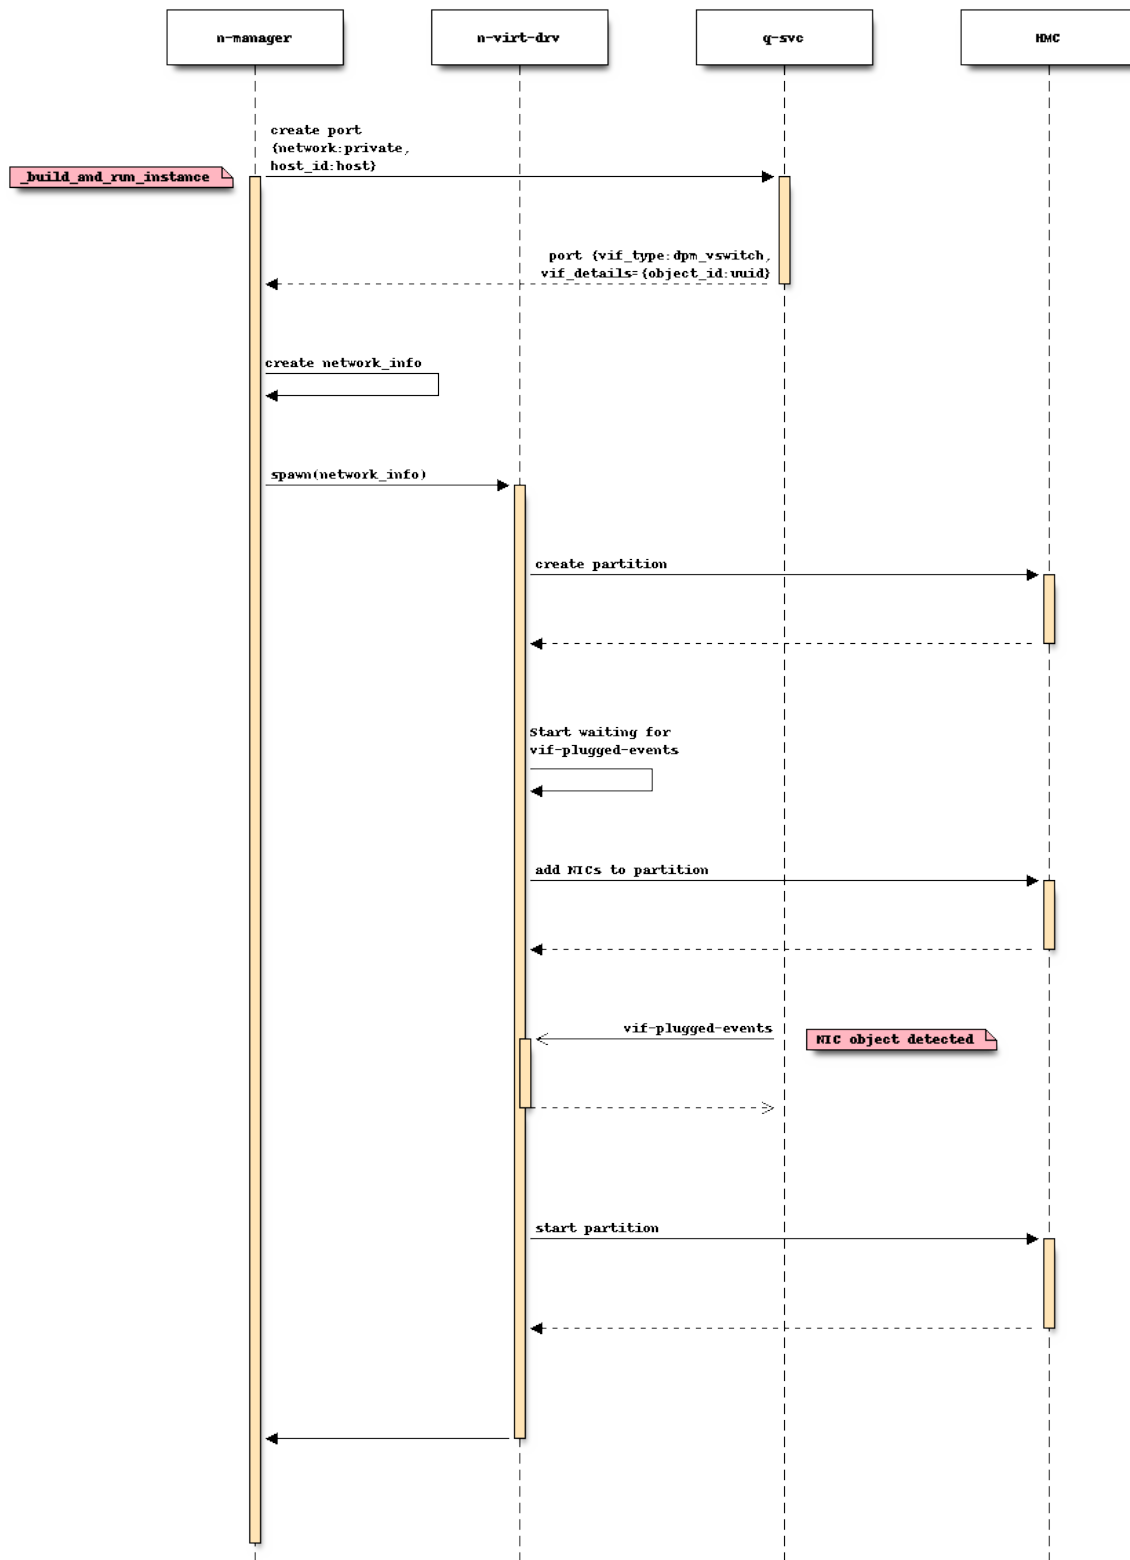 n-manager
n-virt-drv
q-svc
HMC
create port
{network:private,
host_id:host}
_build_and_run_instance
port {vif_type:dpm_vswitch,
vif_details={object_id:uuid}
create network_info
spawn(network_info)
create partition
Start waiting for
vif-plugged-events
add NICs to partition
vif-plugged-events
NIC object detected
start partition